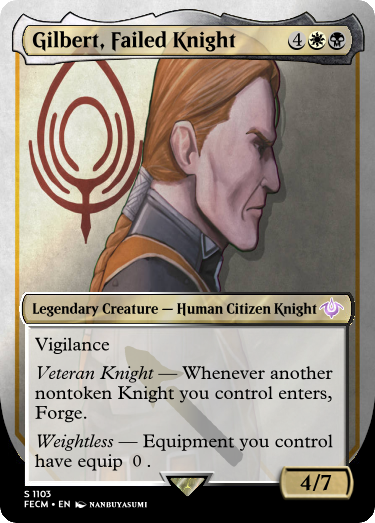 Gilbert, Failed Knight 4
Legendary Creature — Human Citizen Knight
Vigilance
Veteran Knight — Whenever another
nontoken Knight you control enters,
Forge.
Weightless — Equipment you control
have equip 0 .
4/7
S 1103
FECM • EN NANBUYASUMI